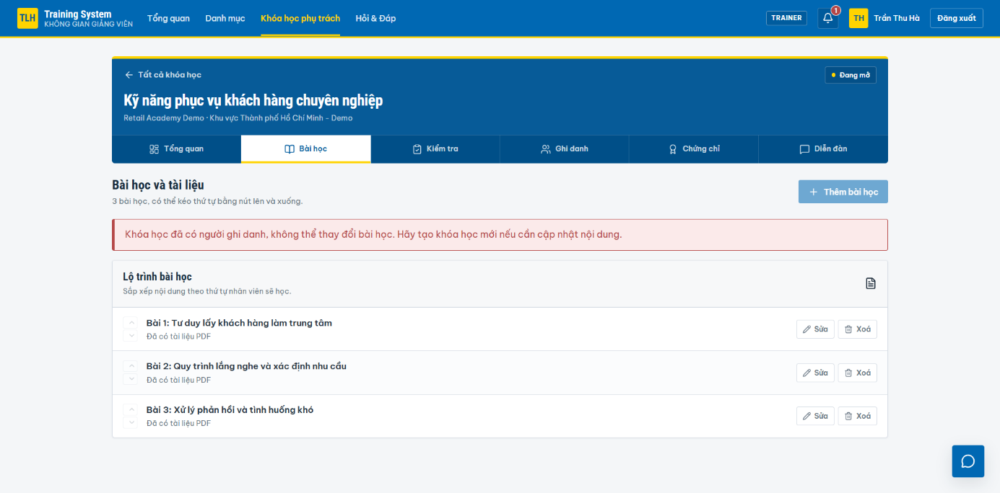 TLH
Training System
KHÔNG GIAN GIẢNG VIÊN
Tổng quan
Danh mục
Khóa học phụ trách
Hỏi & Đáp
TRAINER
1
TH
Trần Thu Hà
Đăng xuất
Tất cả khóa học
Đang mở
Kỹ năng phục vụ khách hàng chuyên nghiệp
Retail Academy Demo · Khu vực Thành phố Hồ Chí Minh - Demo
Tổng quan
Bài học
Kiểm tra
Ghi danh
Chứng chỉ
Diễn đàn
Bài học và tài liệu
3 bài học, có thể kéo thứ tự bằng nút lên và xuống.
Thêm bài học
Khóa học đã có người ghi danh, không thể thay đổi bài học. Hãy tạo khóa học mới nếu cần cập nhật nội dung.
Lộ trình bài học
Sắp xếp nội dung theo thứ tự nhân viên sẽ học.
Bài 1: Tư duy lấy khách hàng làm trung tâm
Đã có tài liệu PDF
Sửa
Xoá
Bài 2: Quy trình lắng nghe và xác định nhu cầu
Đã có tài liệu PDF
Sửa
Xoá
Bài 3: Xử lý phản hồi và tình huống khó
Đã có tài liệu PDF
Sửa
Xoá